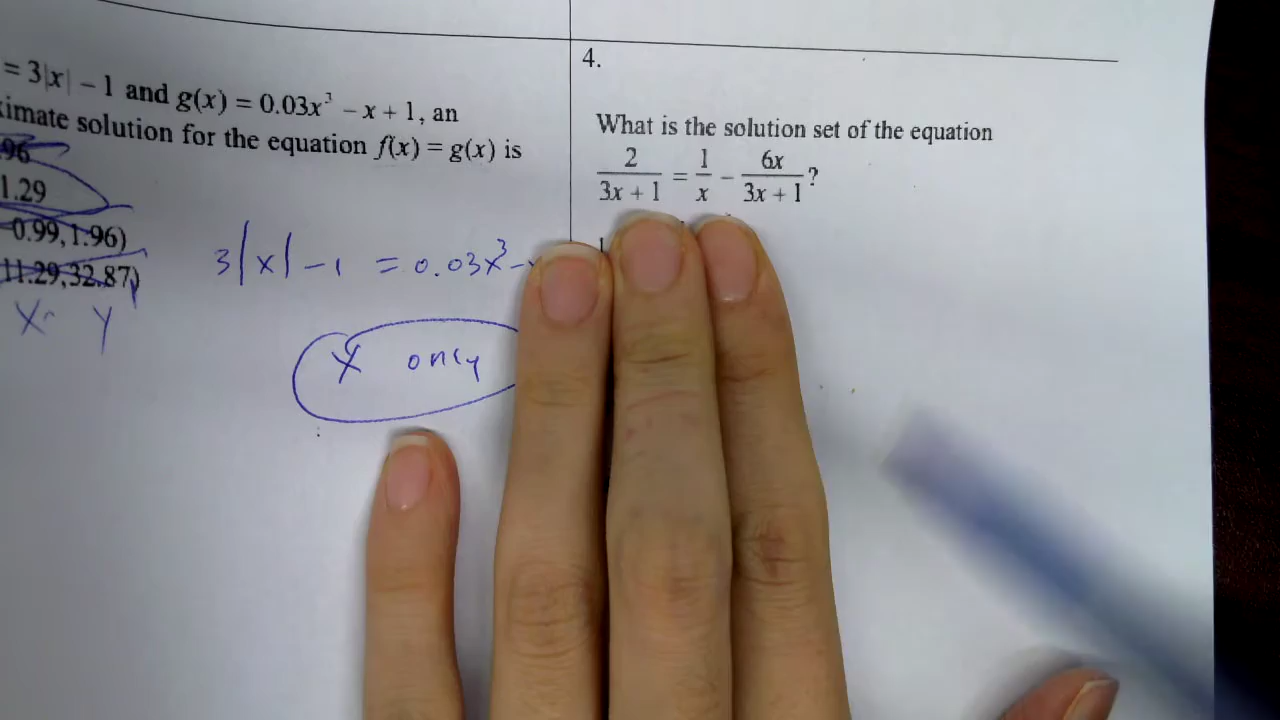 = 3|x| − 1 and g(x) = 0.03x³ − x + 1, an
ximate solution for the equation f(x) = g(x) is
96
1.29
-0.99, 1.96)
11.29, 32.87)
x y
3|x| − 1 = 0.03x³ −
x only
4.
What is the solution set of the equation
2/(3x + 1) = 1/x − 6x/(3x + 1)?